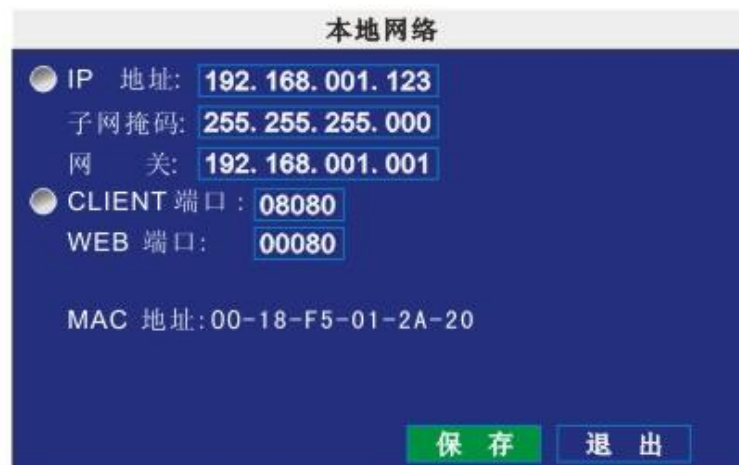 本地网络
IP 地址: 192.168.001.123
子网掩码: 255.255.255.000
网 关: 192.168.001.001
CLIENT 端口: 08080
WEB 端口: 00080
MAC 地址:00-18-F5-01-2A-20
保存 退出